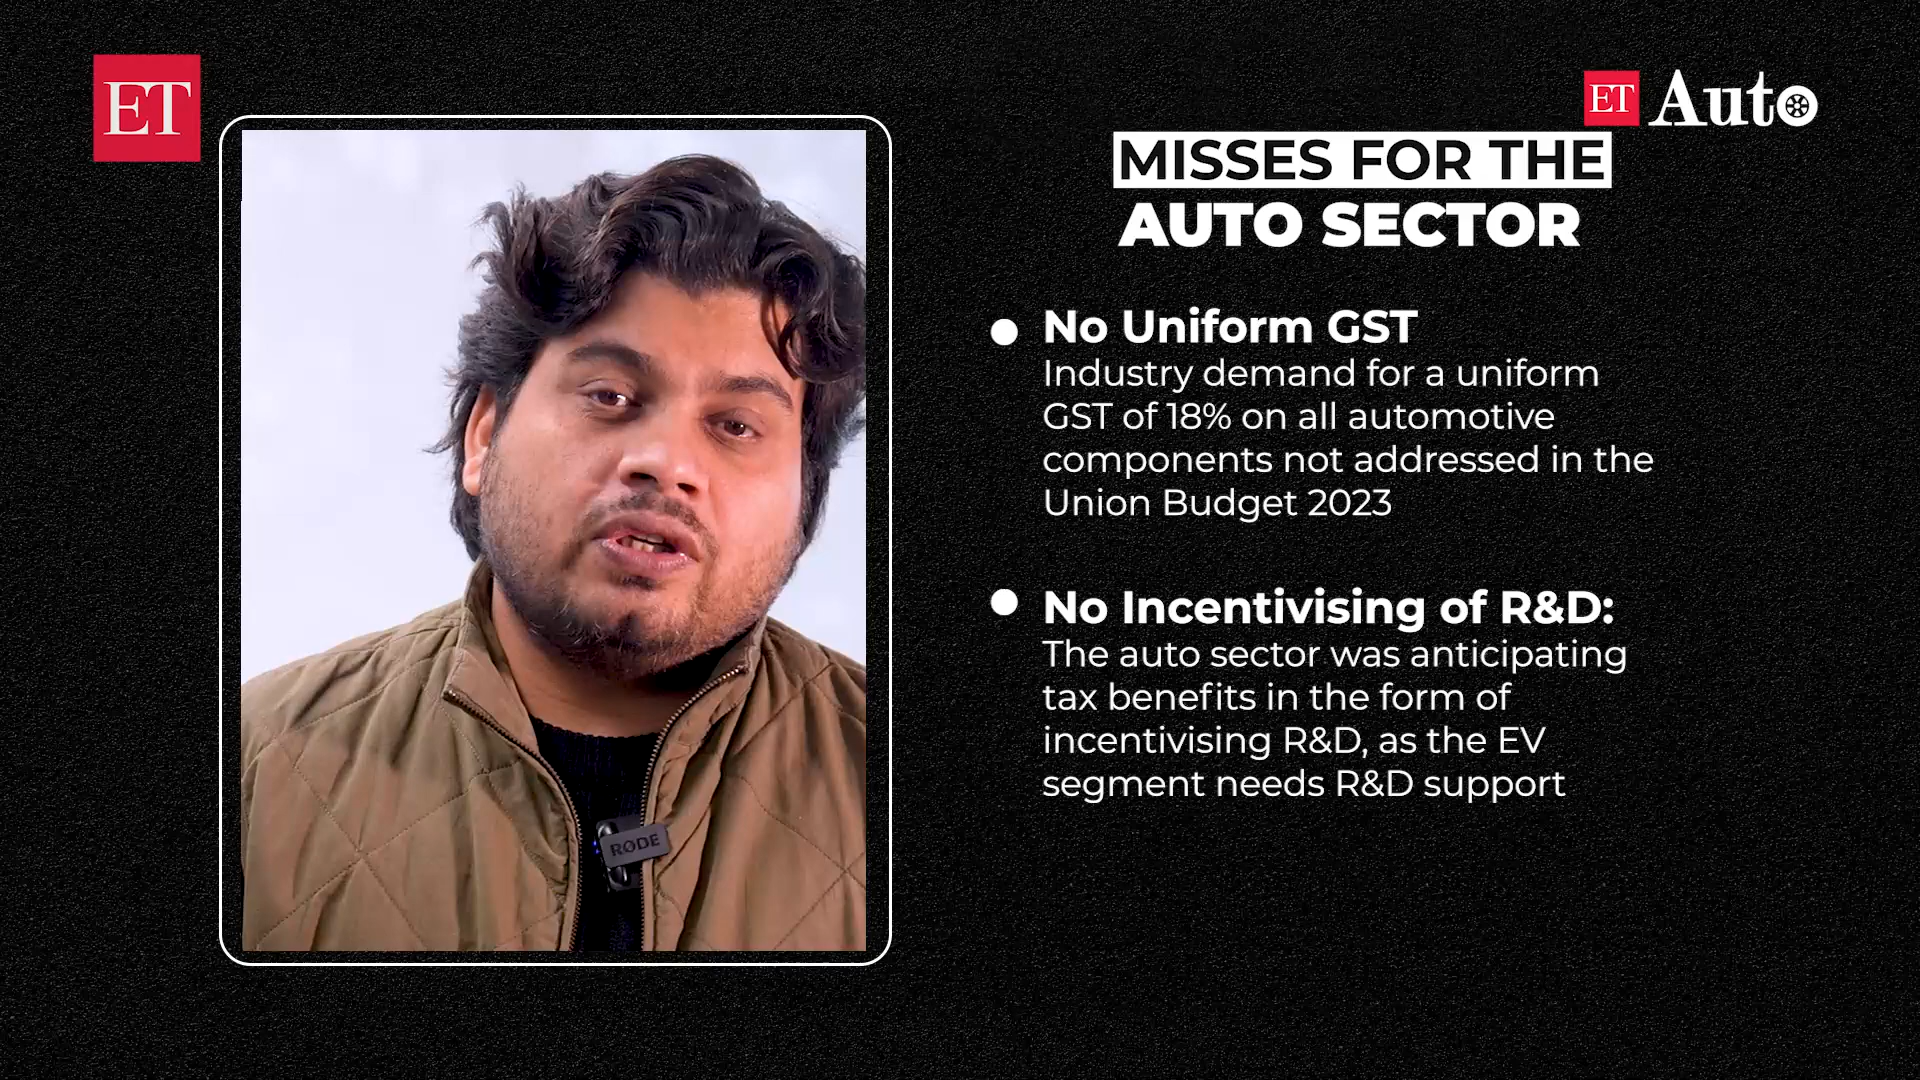 ET
ET Auto
MISSES FOR THE
AUTO SECTOR
No Uniform GST
Industry demand for a uniform
GST of 18% on all automotive
components not addressed in the
Union Budget 2023
No Incentivising of R&D:
The auto sector was anticipating
tax benefits in the form of
incentivising R&D, as the EV
segment needs R&D support
RØDE